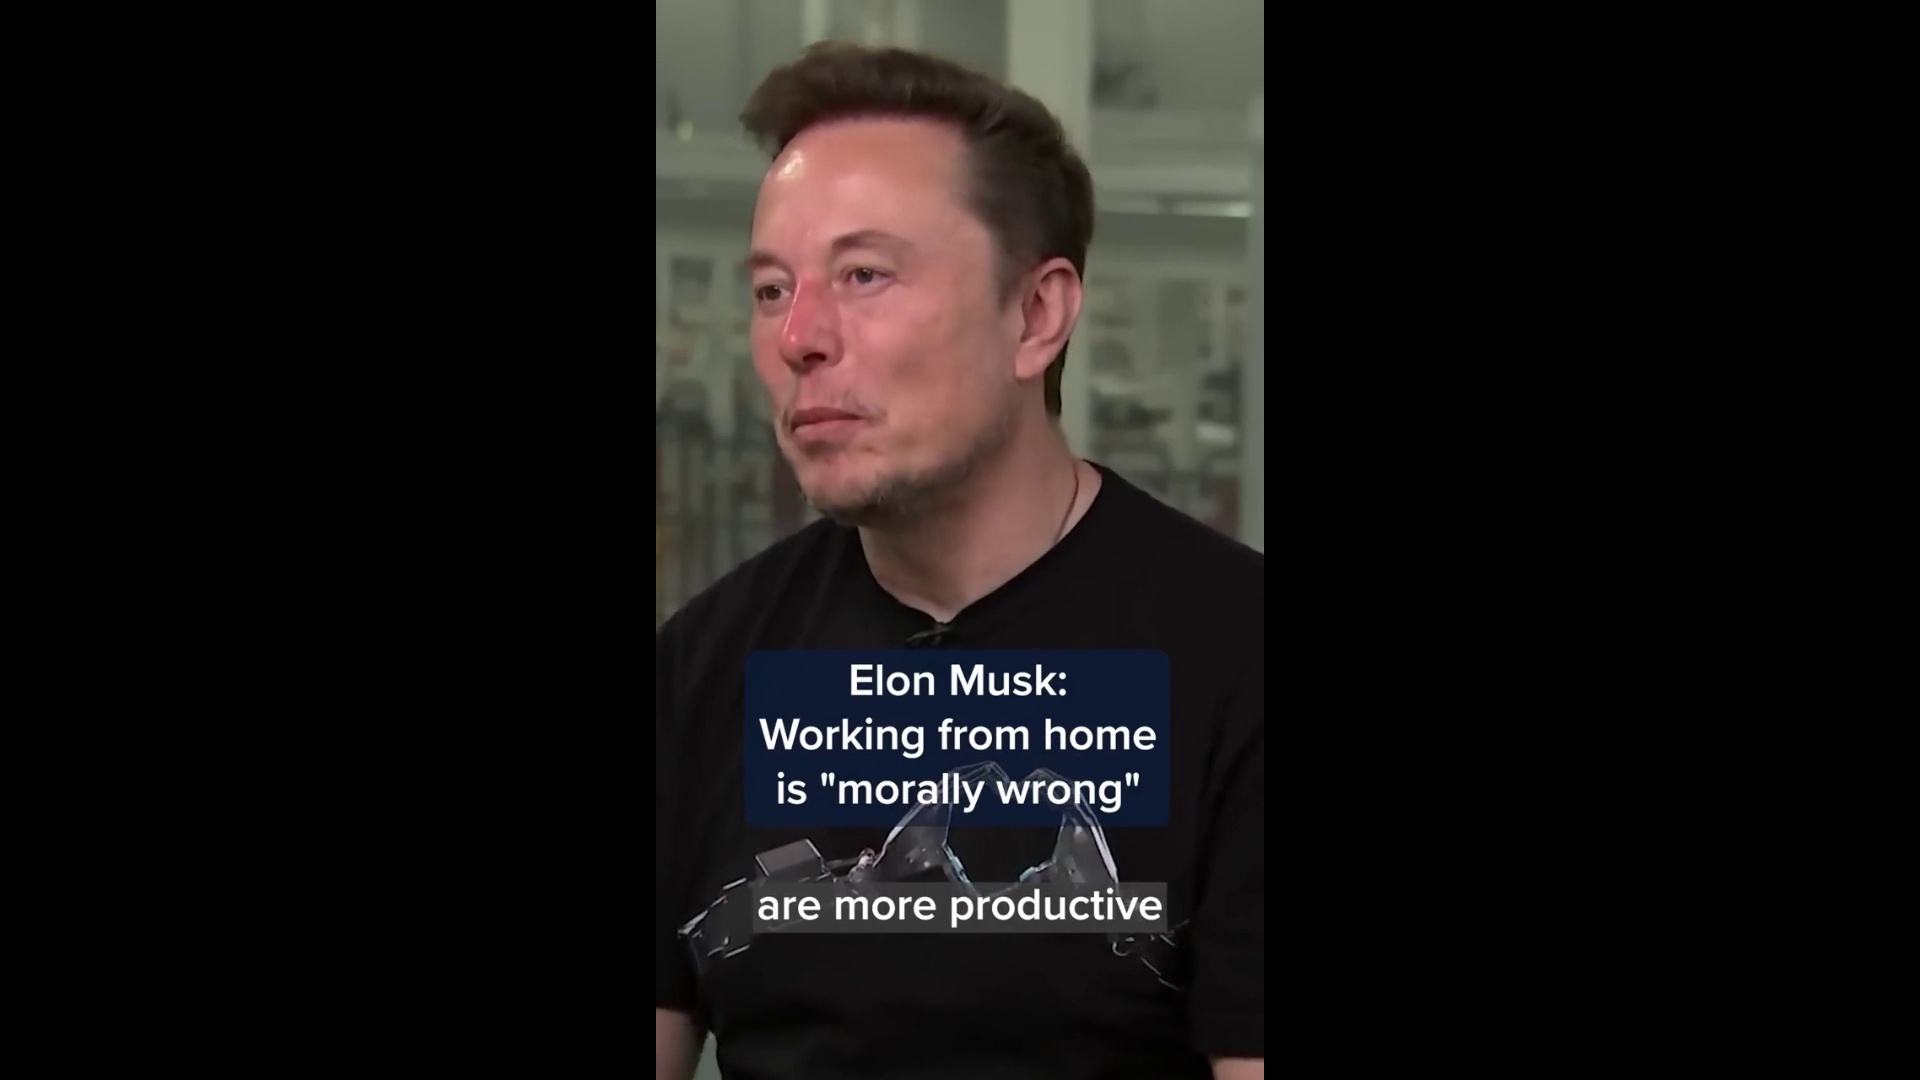 Elon Musk:
Working from home
is "morally wrong"
are more productive